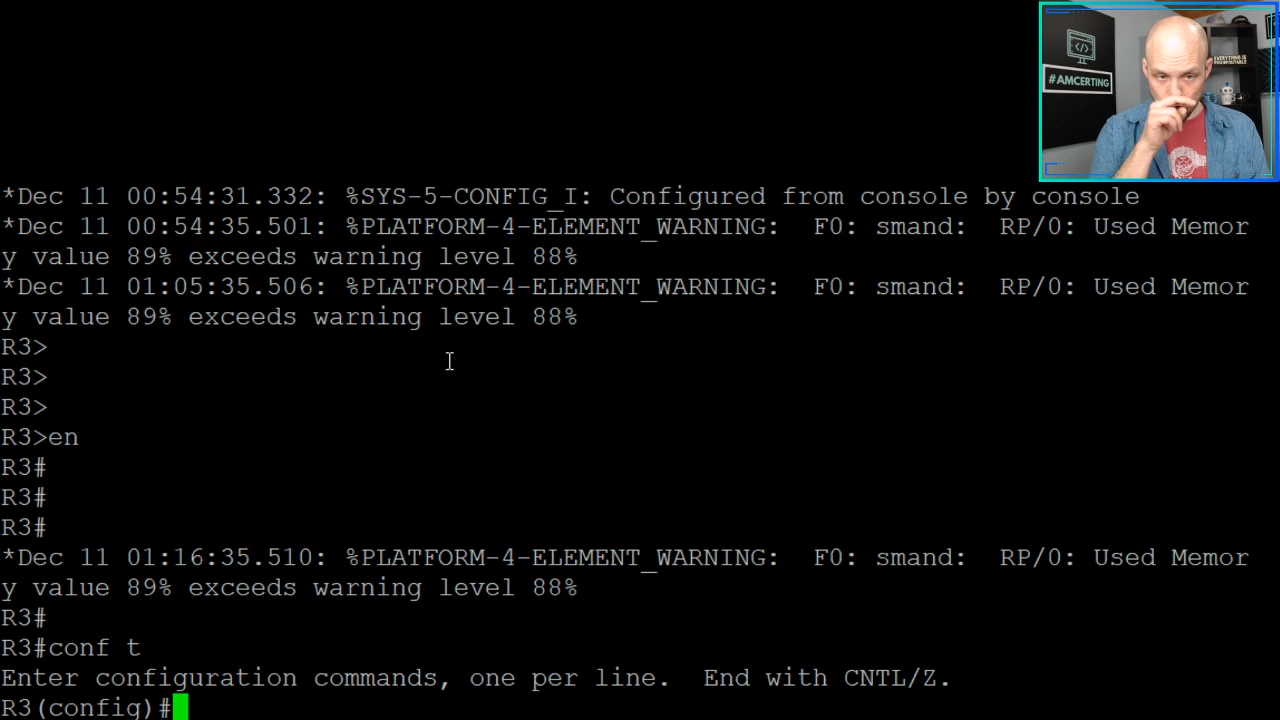 </>
#AMCERTING
*Dec 11 00:54:31.332: %SYS-5-CONFIG_I: Configured from console by console
*Dec 11 00:54:35.501: %PLATFORM-4-ELEMENT_WARNING:  F0: smand:  RP/0: Used Memor
y value 89% exceeds warning level 88%
*Dec 11 01:05:35.506: %PLATFORM-4-ELEMENT_WARNING:  F0: smand:  RP/0: Used Memor
y value 89% exceeds warning level 88%
R3>
R3>
R3>
R3>en
R3#
R3#
R3#
*Dec 11 01:16:35.510: %PLATFORM-4-ELEMENT_WARNING:  F0: smand:  RP/0: Used Memor
y value 89% exceeds warning level 88%
R3#
R3#conf t
Enter configuration commands, one per line.  End with CNTL/Z.
R3(config)#